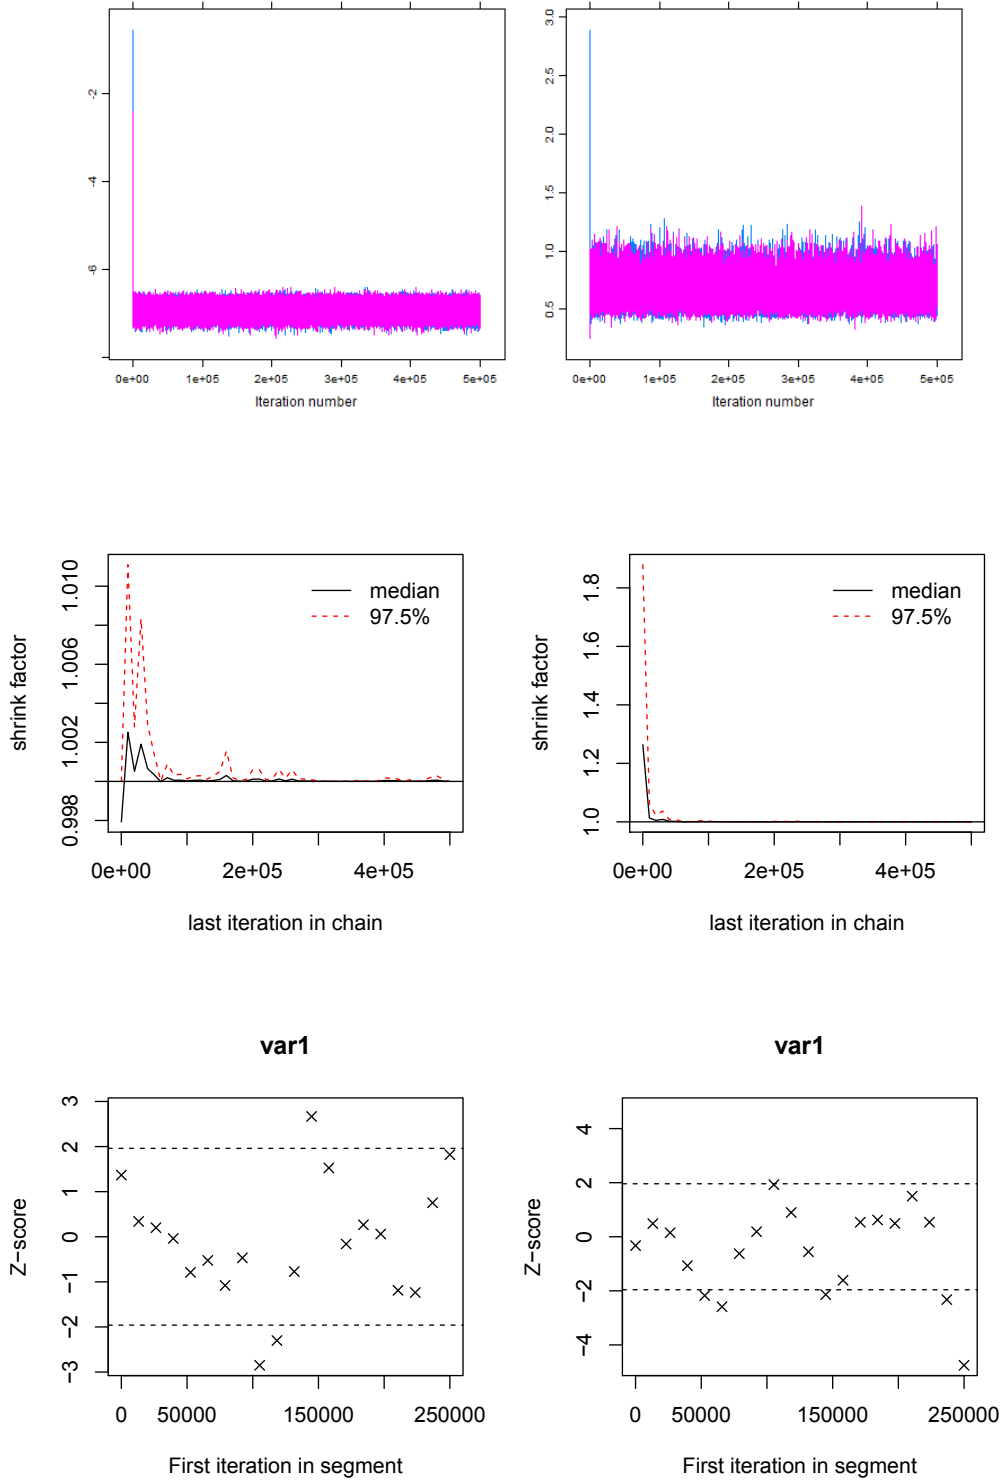 3.0
2.5
2.0
1.5
1.0
0.5
-2
-4
-6
0e+00 1e+05 2e+05 3e+05 4e+05 5e+05
0e+00 1e+05 2e+05 3e+05 4e+05 5e+05
Iteration number
Iteration number
shrink factor
1.010
1.006
1.002
0.998
median
97.5%
0e+00 2e+05 4e+05
last iteration in chain
shrink factor
1.8
1.6
1.4
1.2
1.0
median
97.5%
0e+00 2e+05 4e+05
last iteration in chain
var1
Z−score
3
2
1
0
−1
−2
−3
0 50000 150000 250000
First iteration in segment
var1
Z−score
4
2
0
−2
−4
0 50000 150000 250000
First iteration in segment